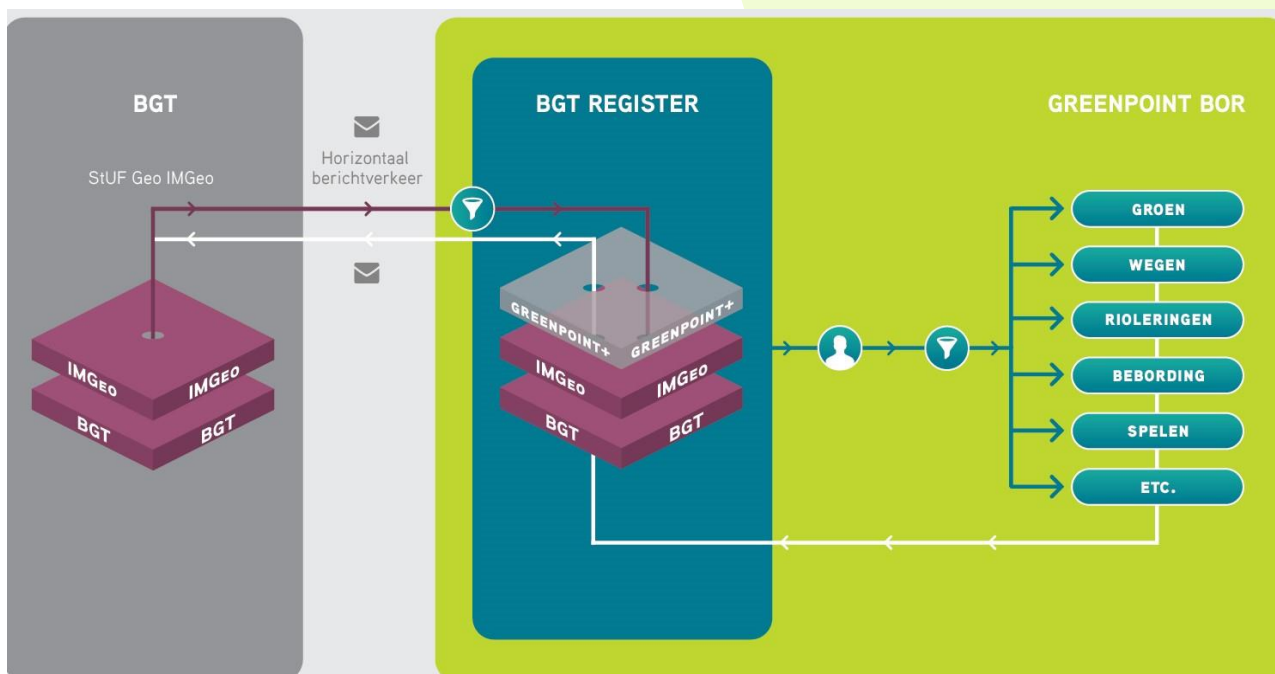 BGT
StUF Geo IMGeo
IMGEO
IMGEO
BGT
BGT
Horizontaal
berichtverkeer
BGT REGISTER
GREENPOINT+
GREENPOINT+
IMGEO
IMGEO
BGT
BGT
GREENPOINT BOR
GROEN
WEGEN
RIOLERINGEN
BEBORDING
SPELEN
ETC.